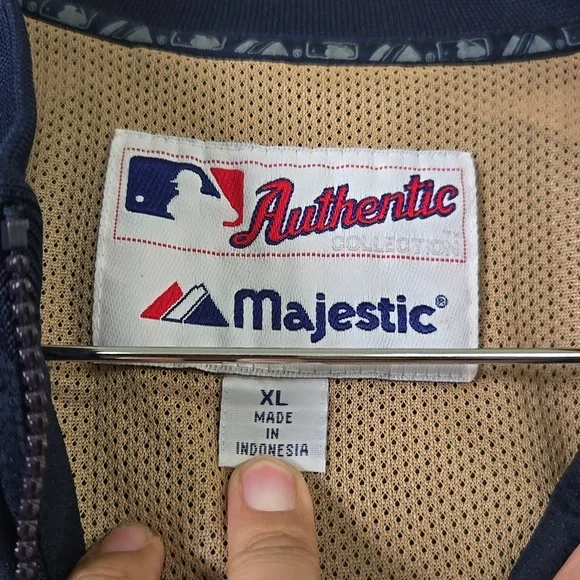 Authentic
COLLECTION
Majestic®
XL
MADE
IN
INDONESIA